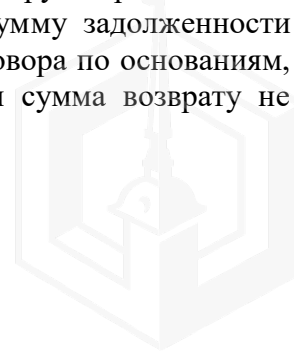 умму задолженности
овора по основаниям,
сумма возврату не